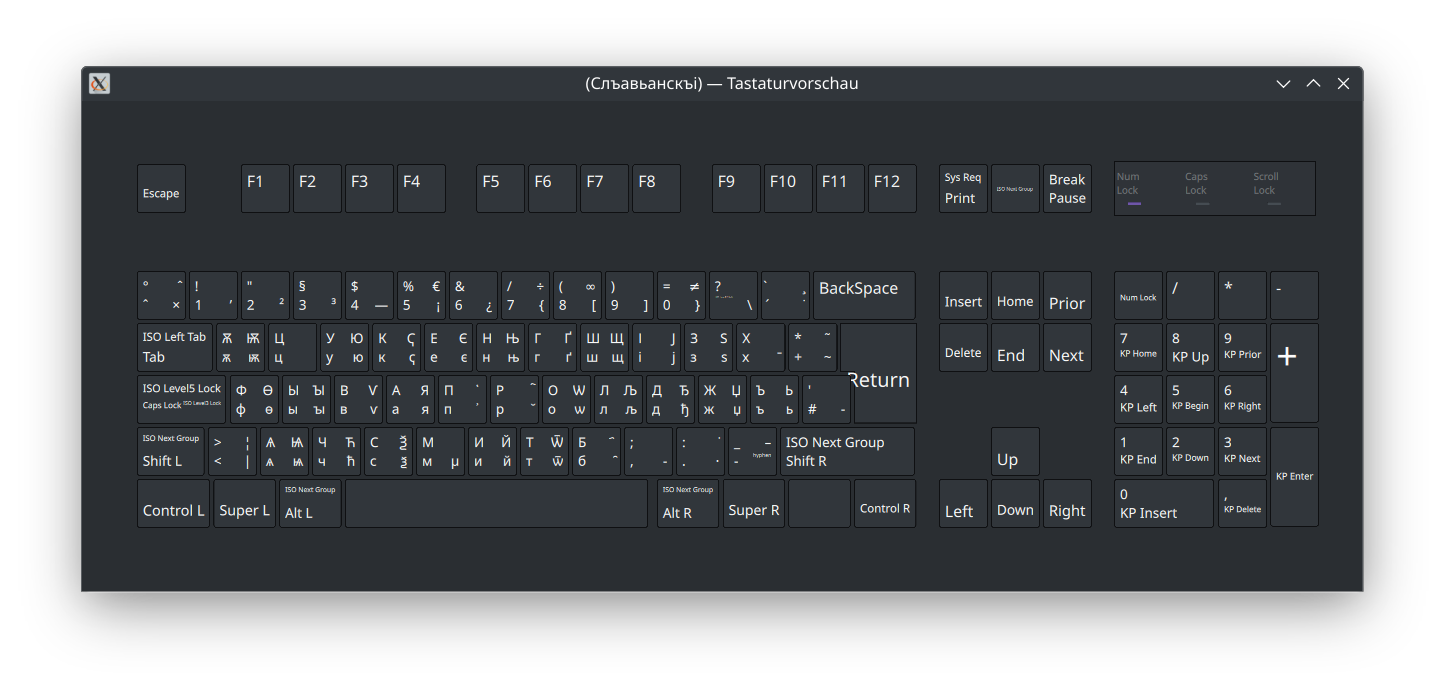 (Слъавьанскъі) — Tastaturvorschau
Escape F1 F2 F3 F4 F5 F6 F7 F8 F9 F10 F11 F12 Sys Req Print ISO Next Group Break Pause Num Lock Caps Lock Scroll Lock
° ˆ ! " § $ % € & / ÷ ( ∞ ) = ≠ ? ` ¸ BackSpace Insert Home Prior Num Lock / * -
ˆ × 1 ʼ 2 ² 3 ³ 4 — 5 ¡ 6 ¿ 7 { 8 [ 9 ] 0 } \ ´ ˙
ISO Left Tab Ѫ Ѭ Ц У Ю К Ҁ Е Є Н Њ Г Ґ Ш Щ І Ј З Ѕ Х * ~ Return Delete End Next 7 KP Home 8 KP Up 9 KP Prior +
Tab ѫ ѭ ц у ю к ҁ е є н њ г ґ ш щ і ј з ѕ х - + ~
ISO Level5 Lock Ф Ѳ Ы Ъ В Ѵ А Я П Р О Ѡ Л Љ Д Ђ Ж Џ Ъ Ь ' 4 KP Left 5 KP Begin 6 KP Right
Caps Lock ISO Level3 Lock ф ѳ ы ъ в ѵ а я п р о ѡ л љ д ђ ж џ ъ ь # -
ISO Next Group > ¦ Ѧ Ѩ Ч Ћ С Ѯ М И Й Т Ѿ Б ; : _ – ISO Next Group Up 1 KP End 2 KP Down 3 KP Next KP Enter
Shift L < | ѧ ѩ ч ћ с ѯ м µ и й т ѿ б , - . - hyphen Shift R
Control L Super L ISO Next Group Alt L ISO Next Group Alt R Super R Control R Left Down Right 0 KP Insert , KP Delete